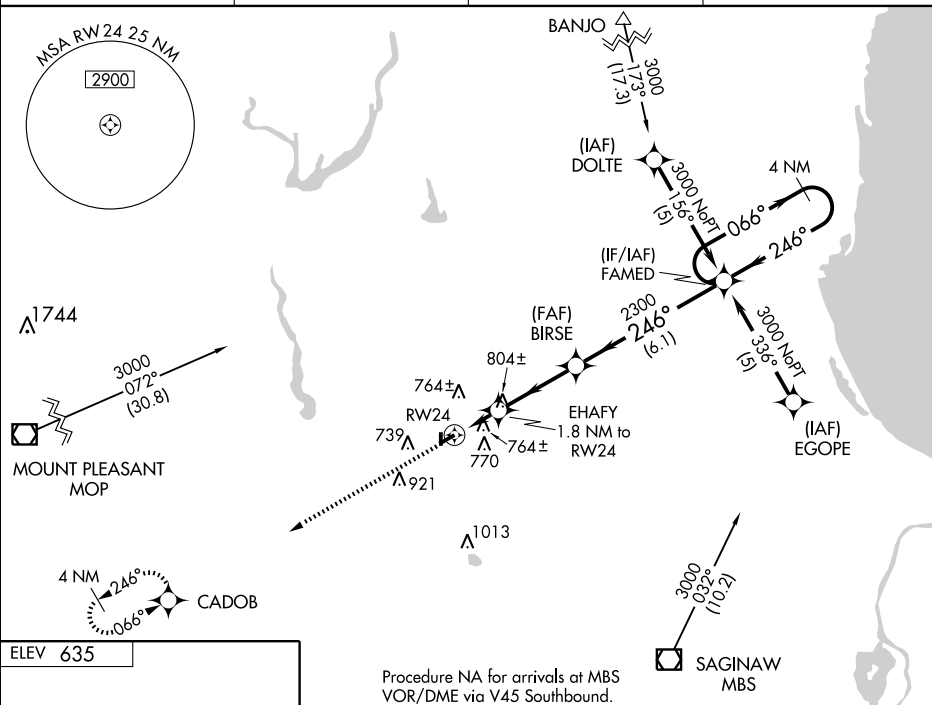 MSA RW24 25 NM
2900
BANJO
3000
173°
(17.3)
(IAF)
DOLTE
3000 NoPT
156°
(5)
4 NM
066°
246°
(IF/IAF)
FAMED
2300
246°
(6.1)
(FAF)
BIRSE
3000 NoPT
336°
(5)
(IAF)
EGOPE
1744
3000
072°
(30.8)
MOUNT PLEASANT
MOP
804±
764±
RW24
739
EHAFY
1.8 NM to
RW24
764±
770
921
1013
4 NM
246°
066°
CADOB
3000
032°
(10.2)
SAGINAW
MBS
ELEV 635
Procedure NA for arrivals at MBS
VOR/DME via V45 Southbound.